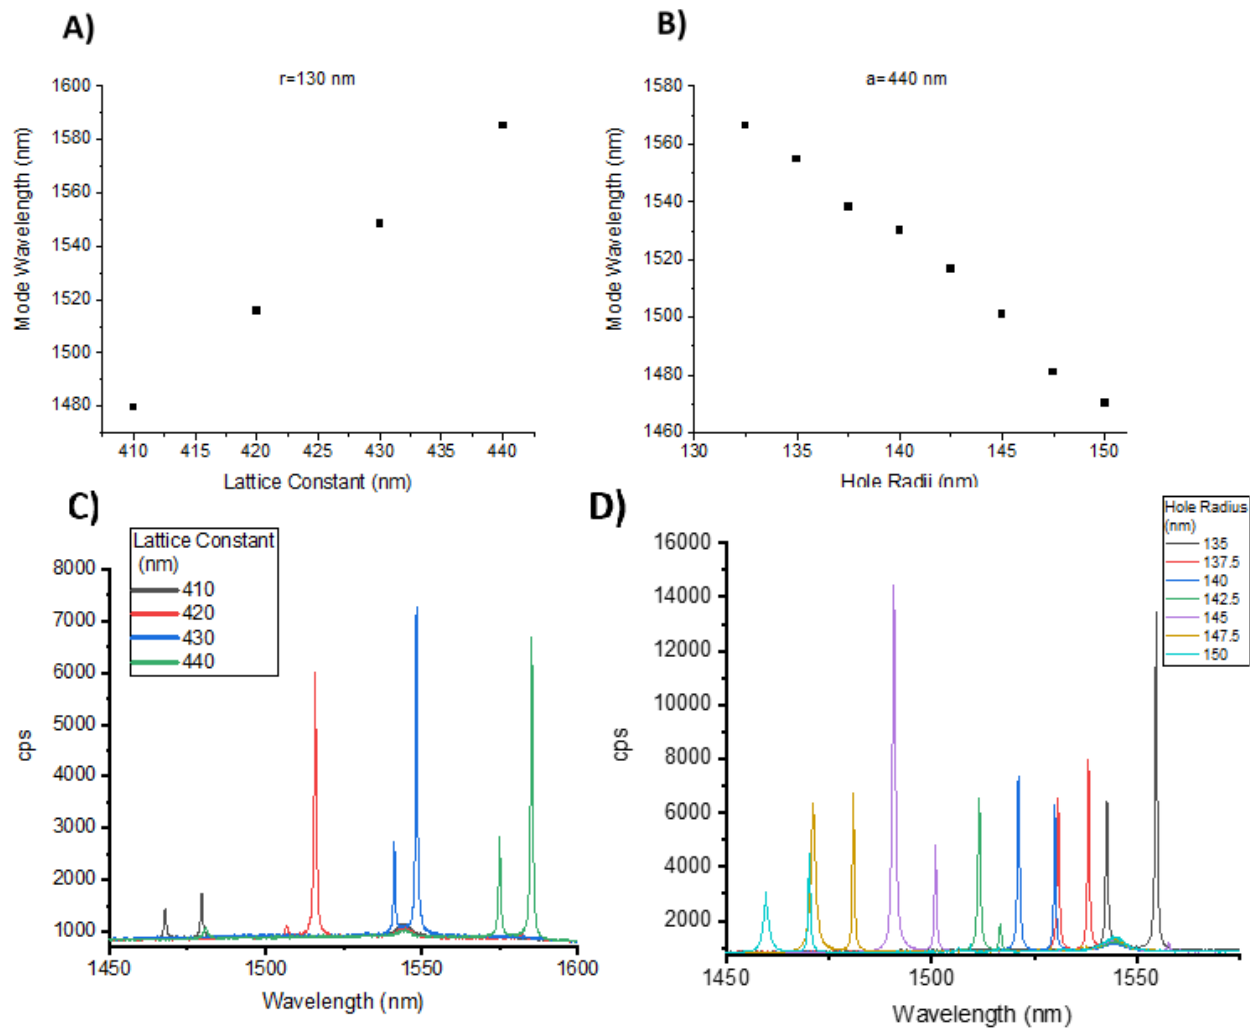 A)
r=130 nm
Mode Wavelength (nm)
1600
1580
1560
1540
1520
1500
1480
410 415 420 425 430 435 440
Lattice Constant (nm)
B)
a=440 nm
Mode Wavelength (nm)
1580
1560
1540
1520
1500
1480
1460
130 135 140 145 150
Hole Radii (nm)
C)
Lattice Constant
(nm)
410
420
430
440
cps
8000
7000
6000
5000
4000
3000
2000
1000
1450 1500 1550 1600
Wavelength (nm)
D)
Hole Radius
(nm)
135
137.5
140
142.5
145
147.5
150
cps
16000
14000
12000
10000
8000
6000
4000
2000
1450 1500 1550
Wavelength (nm)